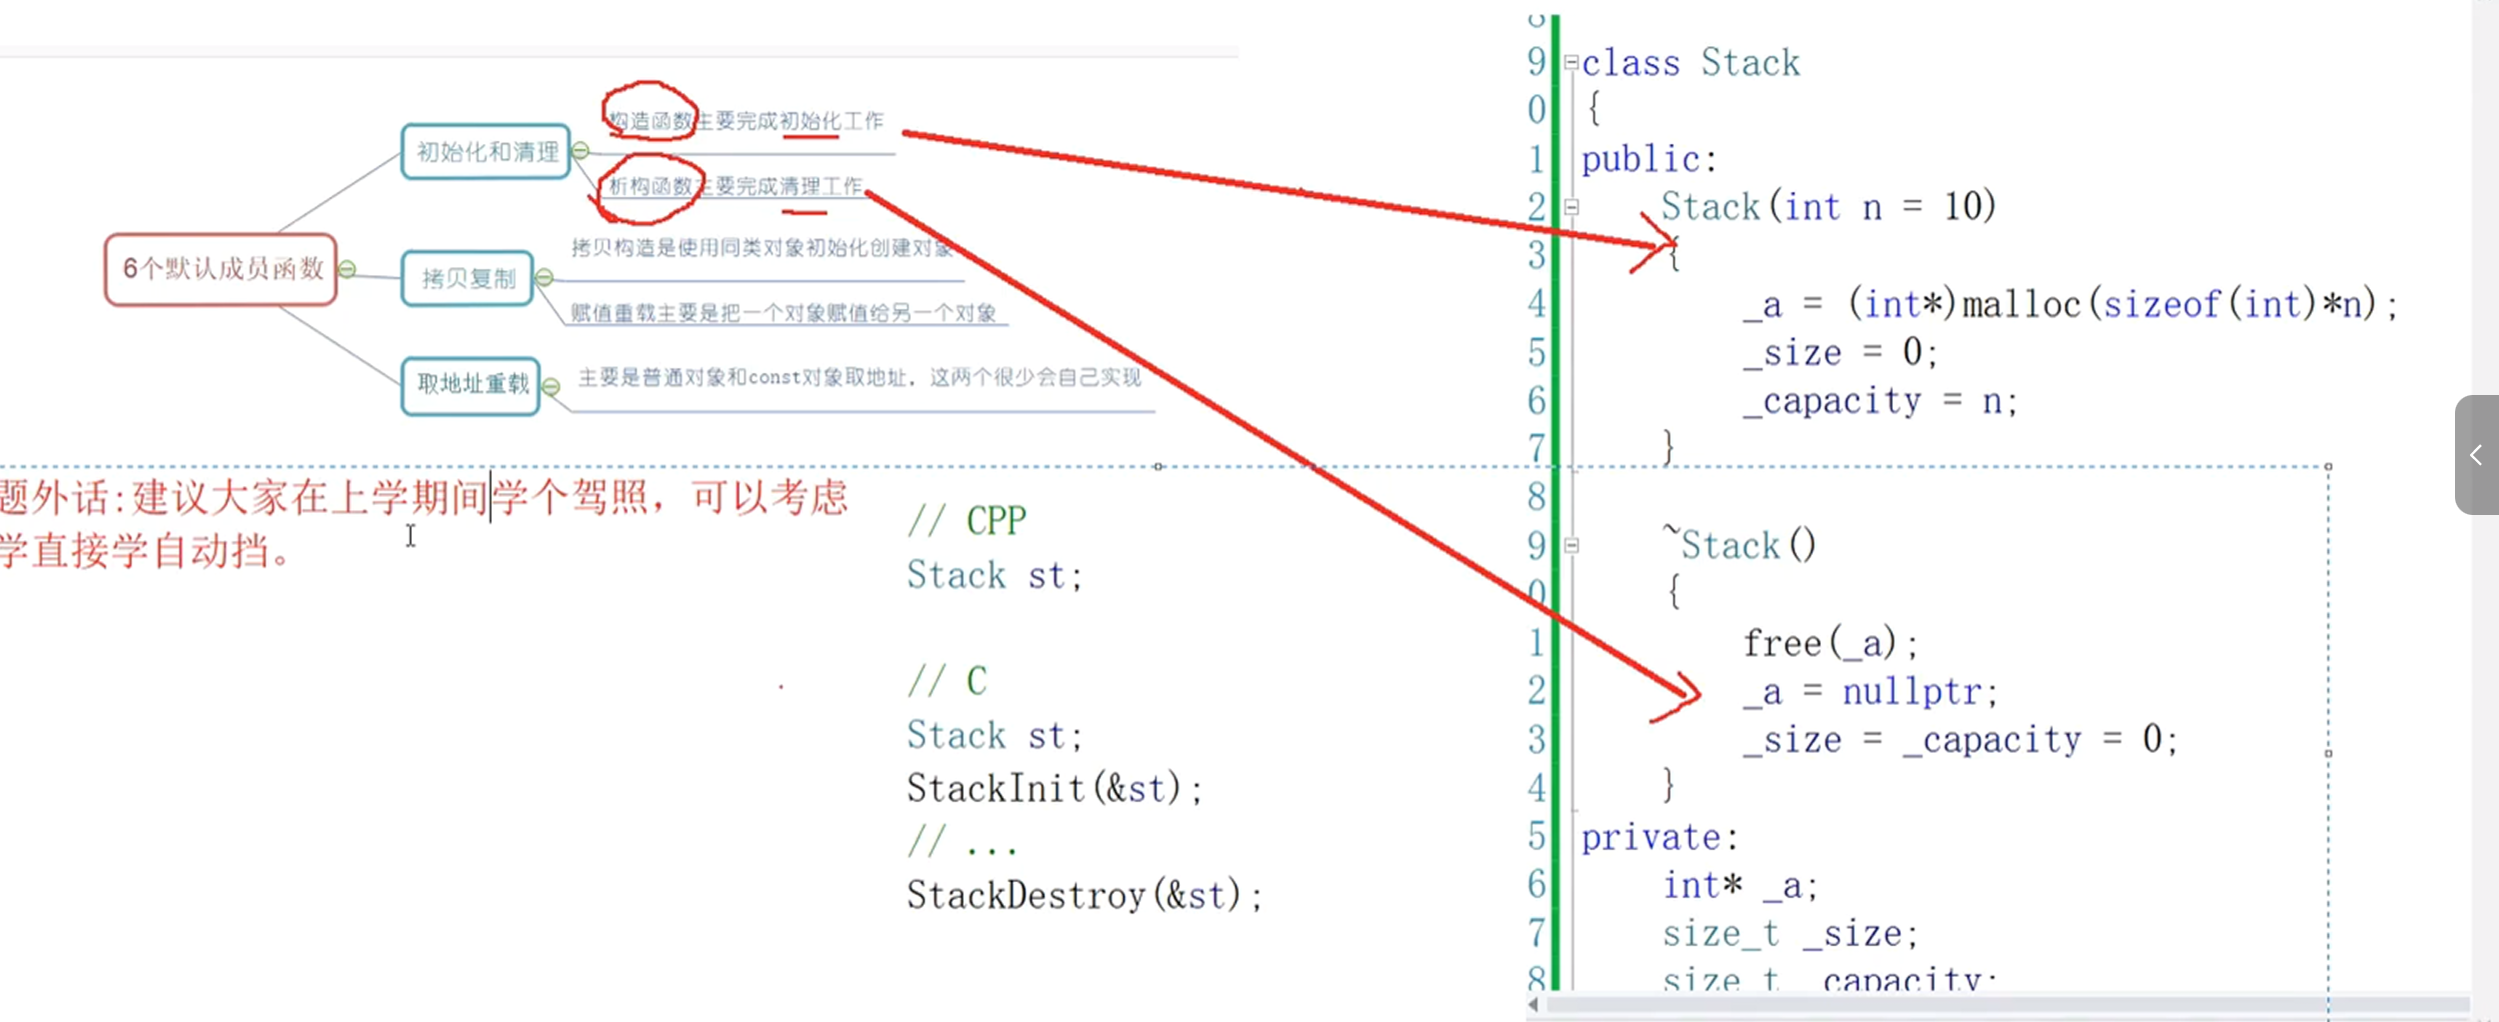 6个默认成员函数
初始化和清理
构造函数主要完成初始化工作
析构函数主要完成清理工作
拷贝复制
拷贝构造是使用同类对象初始化创建对象
赋值重载主要是把一个对象赋值给另一个对象
取地址重载
主要是普通对象和const对象取地址，这两个很少会自己实现
题外话:建议大家在上学期间学个驾照，可以考虑
学直接学自动挡。
// CPP
Stack st;
// C
Stack st;
StackInit(&st);
// ...
StackDestroy(&st);
8
9 class Stack
0 {
1 public:
2 Stack(int n = 10)
3 {
4 _a = (int*)malloc(sizeof(int)*n);
5 _size = 0;
6 _capacity = n;
7 }
8
9 ~Stack()
0 {
1 free(_a);
2 _a = nullptr;
3 _size = _capacity = 0;
4 }
5 private:
6 int* _a;
7 size_t _size;
8 size_t _capacity;